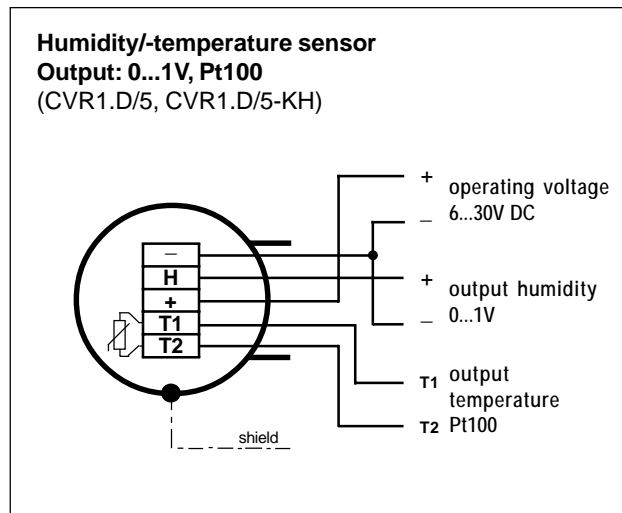 Humidity/-temperature sensor
Output: 0...1V, Pt100
(CVR1.D/5, CVR1.D/5-KH)
+ operating voltage
– 6...30V DC
–
H
+
T1
T2
+ output humidity
– 0...1V
T1 output
temperature
T2 Pt100
shield